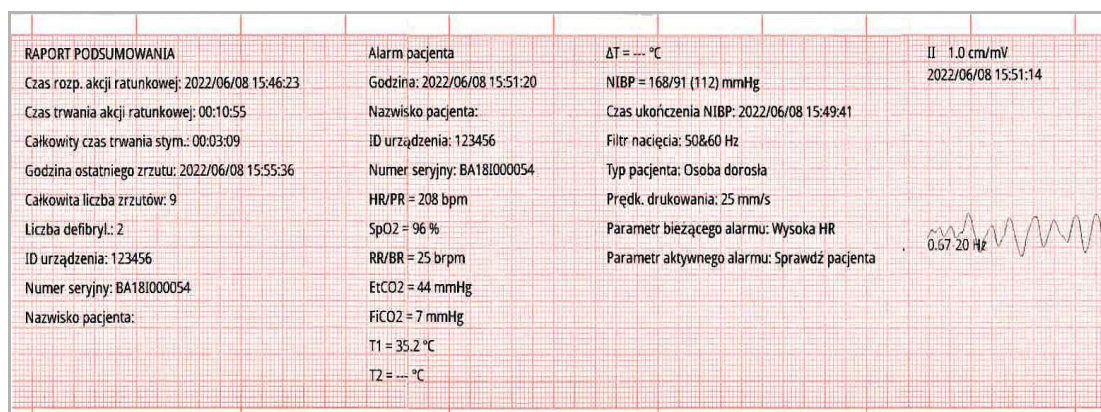 RAPORT PODSUMOWANIA
Czas rozp. akcji ratunkowej: 2022/06/08 15:46:23
Czas trwania akcji ratunkowej: 00:10:55
Całkowity czas trwania stym.: 00:03:09
Godzina ostatniego zrzutu: 2022/06/08 15:55:36
Całkowita liczba zrzutów: 9
Liczba defibryl.: 2
ID urządzenia: 123456
Numer seryjny: BA18I000054
Nazwisko pacjenta:
Alarm pacjenta
Godzina: 2022/06/08 15:51:20
Nazwisko pacjenta:
ID urządzenia: 123456
Numer seryjny: BA18I000054
HR/PR = 208 bpm
SpO2 = 96 %
RR/BR = 25 brpm
EtCO2 = 44 mmHg
FiCO2 = 7 mmHg
T1 = 35.2 °C
T2 = --- °C
ΔT = --- °C
NIBP = 168/91 (112) mmHg
Czas ukończenia NIBP: 2022/06/08 15:49:41
Filtr nacięcia: 50&60 Hz
Typ pacjenta: Osoba dorosła
Prędk. drukowania: 25 mm/s
Parametr bieżącego alarmu: Wysoka HR
Parametr aktywnego alarmu: Sprawdź pacjenta
II 1.0 cm/mV
2022/06/08 15:51:14
0.67-20 Hz